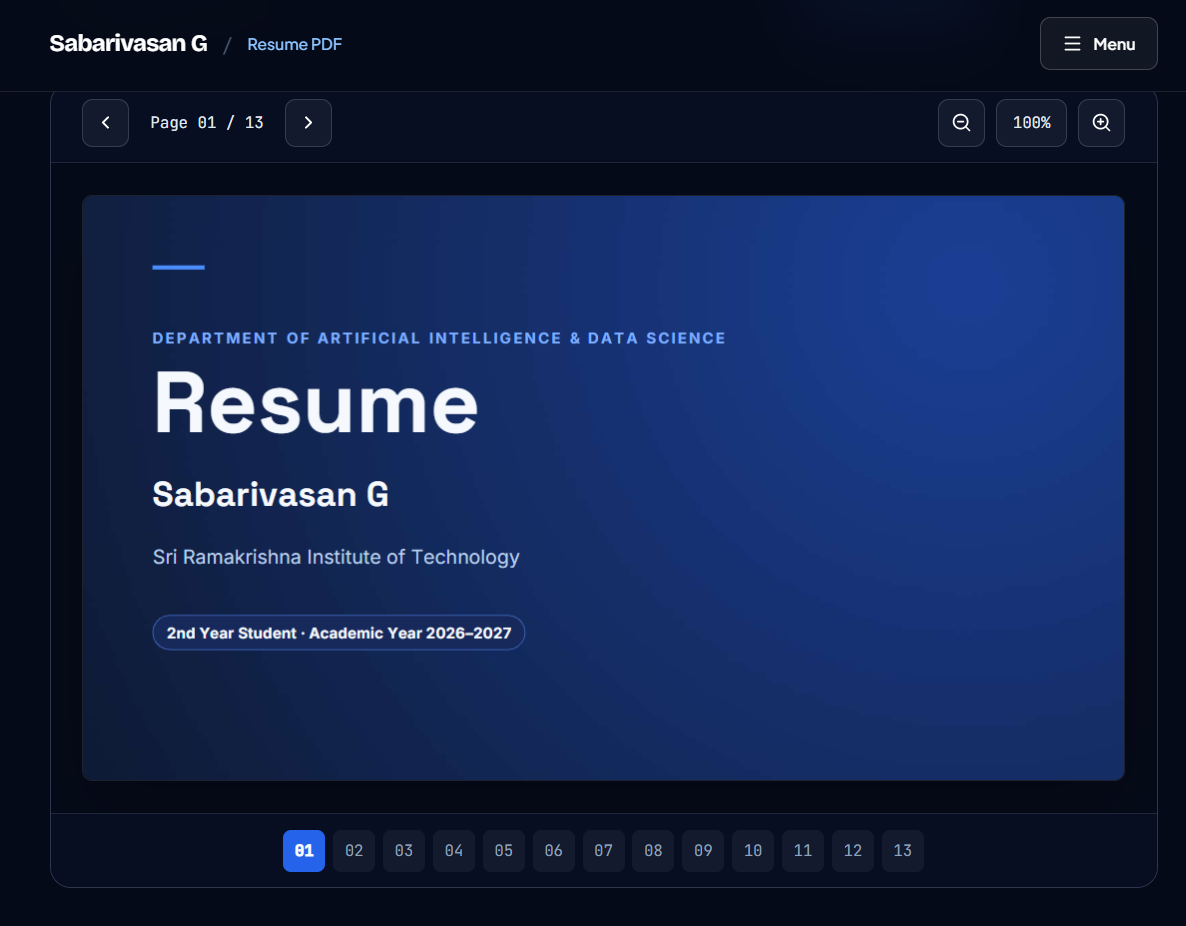 Sabarivasan G / Resume PDF
Menu
Page 01 / 13
100%
DEPARTMENT OF ARTIFICIAL INTELLIGENCE & DATA SCIENCE
Resume
Sabarivasan G
Sri Ramakrishna Institute of Technology
2nd Year Student · Academic Year 2026–2027
01 02 03 04 05 06 07 08 09 10 11 12 13